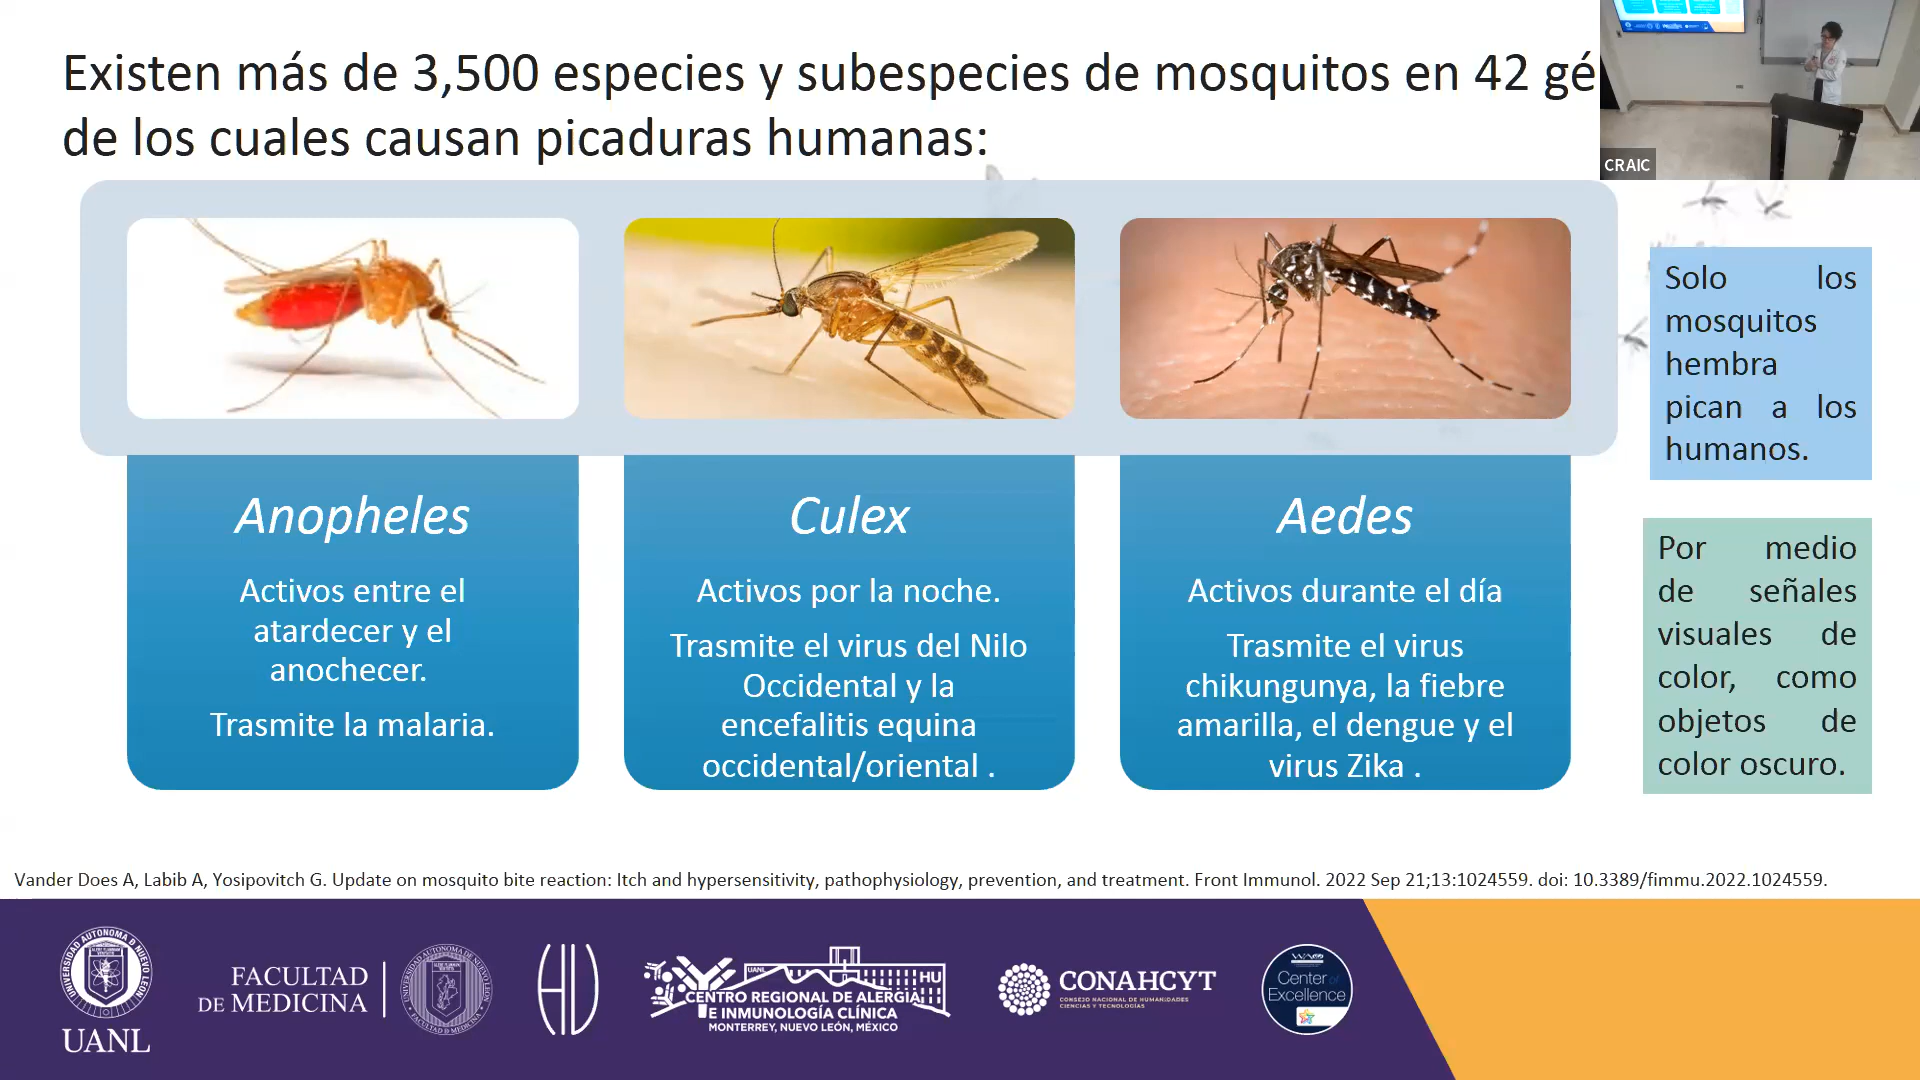 Existen más de 3,500 especies y subespecies de mosquitos en 42 gé
de los cuales causan picaduras humanas:
CRAIC
Anopheles
Activos entre el
atardecer y el
anochecer.
Trasmite la malaria.
Culex
Activos por la noche.
Trasmite el virus del Nilo
Occidental y la
encefalitis equina
occidental/oriental .
Aedes
Activos durante el día
Trasmite el virus
chikungunya, la fiebre
amarilla, el dengue y el
virus Zika .
Solo los
mosquitos
hembra
pican a los
humanos.
Por medio
de señales
visuales de
color, como
objetos de
color oscuro.
Vander Does A, Labib A, Yosipovitch G. Update on mosquito bite reaction: Itch and hypersensitivity, pathophysiology, prevention, and treatment. Front Immunol. 2022 Sep 21;13:1024559. doi: 10.3389/fimmu.2022.1024559.
UNIVERSIDAD AUTONOMA D NUEVO LEON
UANL
FACULTAD
DE MEDICINA
UANL
HU
CENTRO REGIONAL DE ALERGIA
E INMUNOLOGÍA CLÍNICA
MONTERREY, NUEVO LEÓN, MÉXICO
CONAHCYT
CONSEJO NACIONAL DE HUMANIDADES
CIENCIAS Y TECNOLOGÍAS
WAO
Center of
Excellence